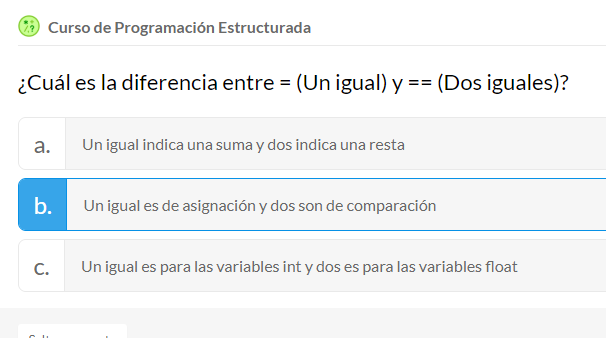 Curso de Programación Estructurada
¿Cuál es la diferencia entre = (Un igual) y == (Dos iguales)?
a. Un igual indica una suma y dos indica una resta
b. Un igual es de asignación y dos son de comparación
c. Un igual es para las variables int y dos es para las variables float